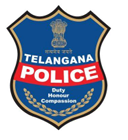 TELANGANA
POLICE
Duty
Honour
Compassion